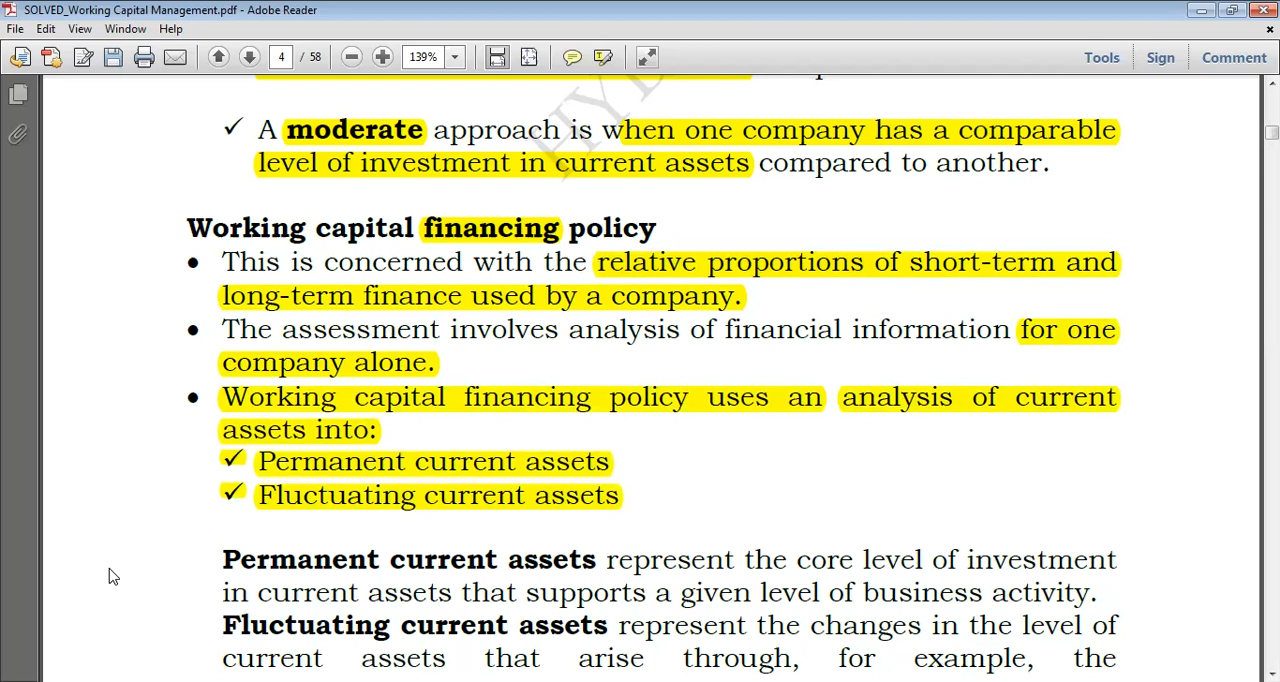 SOLVED_Working Capital Management.pdf - Adobe Reader
File Edit View Window Help
4 / 58 139% Tools Sign Comment
A moderate approach is when one company has a comparable
level of investment in current assets compared to another.
Working capital financing policy
• This is concerned with the relative proportions of short-term and
long-term finance used by a company.
• The assessment involves analysis of financial information for one
company alone.
• Working capital financing policy uses an analysis of current
assets into:
✓ Permanent current assets
✓ Fluctuating current assets
Permanent current assets represent the core level of investment
in current assets that supports a given level of business activity.
Fluctuating current assets represent the changes in the level of
current assets that arise through, for example, the